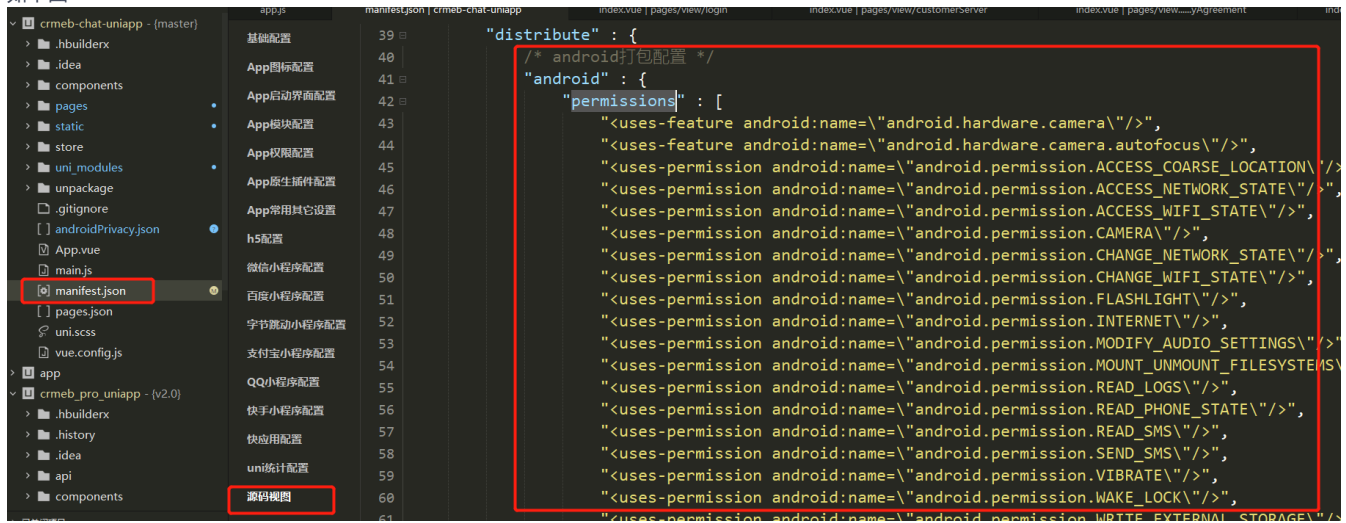 app.js
manifest.json | crmeb-chat-uniapp
index.vue | pages/view/login
index.vue | pages/view/customerServer
index.vue | pages/view......yAgreement
crmeb-chat-uniapp - (master)
.hbuilderx
.idea
components
pages
static
store
uni_modules
unpackage
.gitignore
androidPrivacy.json
App.vue
main.js
manifest.json
pages.json
uni.scss
vue.config.js
app
crmeb_pro_uniapp - (v2.0)
.hbuilderx
.history
.idea
api
components
基础配置
App图标配置
App启动界面配置
App模块配置
App权限配置
App原生插件配置
App常用其它设置
h5配置
微信小程序配置
百度小程序配置
字节跳动小程序配置
支付宝小程序配置
QQ小程序配置
快手小程序配置
快应用配置
uni统计配置
源码视图
39 "distribute" : {
40 /* android打包配置 */
41 "android" : {
42 "permissions" : [
43 "<uses-feature android:name=\"android.hardware.camera\"/>",
44 "<uses-feature android:name=\"android.hardware.camera.autofocus\"/>",
45 "<uses-permission android:name=\"android.permission.ACCESS_COARSE_LOCATION\"/>
46 "<uses-permission android:name=\"android.permission.ACCESS_NETWORK_STATE\"/>",
47 "<uses-permission android:name=\"android.permission.ACCESS_WIFI_STATE\"/>",
48 "<uses-permission android:name=\"android.permission.CAMERA\"/>",
49 "<uses-permission android:name=\"android.permission.CHANGE_NETWORK_STATE\"/>",
50 "<uses-permission android:name=\"android.permission.CHANGE_WIFI_STATE\"/>",
51 "<uses-permission android:name=\"android.permission.FLASHLIGHT\"/>",
52 "<uses-permission android:name=\"android.permission.INTERNET\"/>",
53 "<uses-permission android:name=\"android.permission.MODIFY_AUDIO_SETTINGS\"/>"
54 "<uses-permission android:name=\"android.permission.MOUNT_UNMOUNT_FILESYSTEMS\
55 "<uses-permission android:name=\"android.permission.READ_LOGS\"/>",
56 "<uses-permission android:name=\"android.permission.READ_PHONE_STATE\"/>",
57 "<uses-permission android:name=\"android.permission.READ_SMS\"/>",
58 "<uses-permission android:name=\"android.permission.SEND_SMS\"/>",
59 "<uses-permission android:name=\"android.permission.VIBRATE\"/>",
60 "<uses-permission android:name=\"android.permission.WAKE_LOCK\"/>",
61 "<uses-permission android:name=\"android.permission.WRITE_EXTERNAL_STORAGE\"/